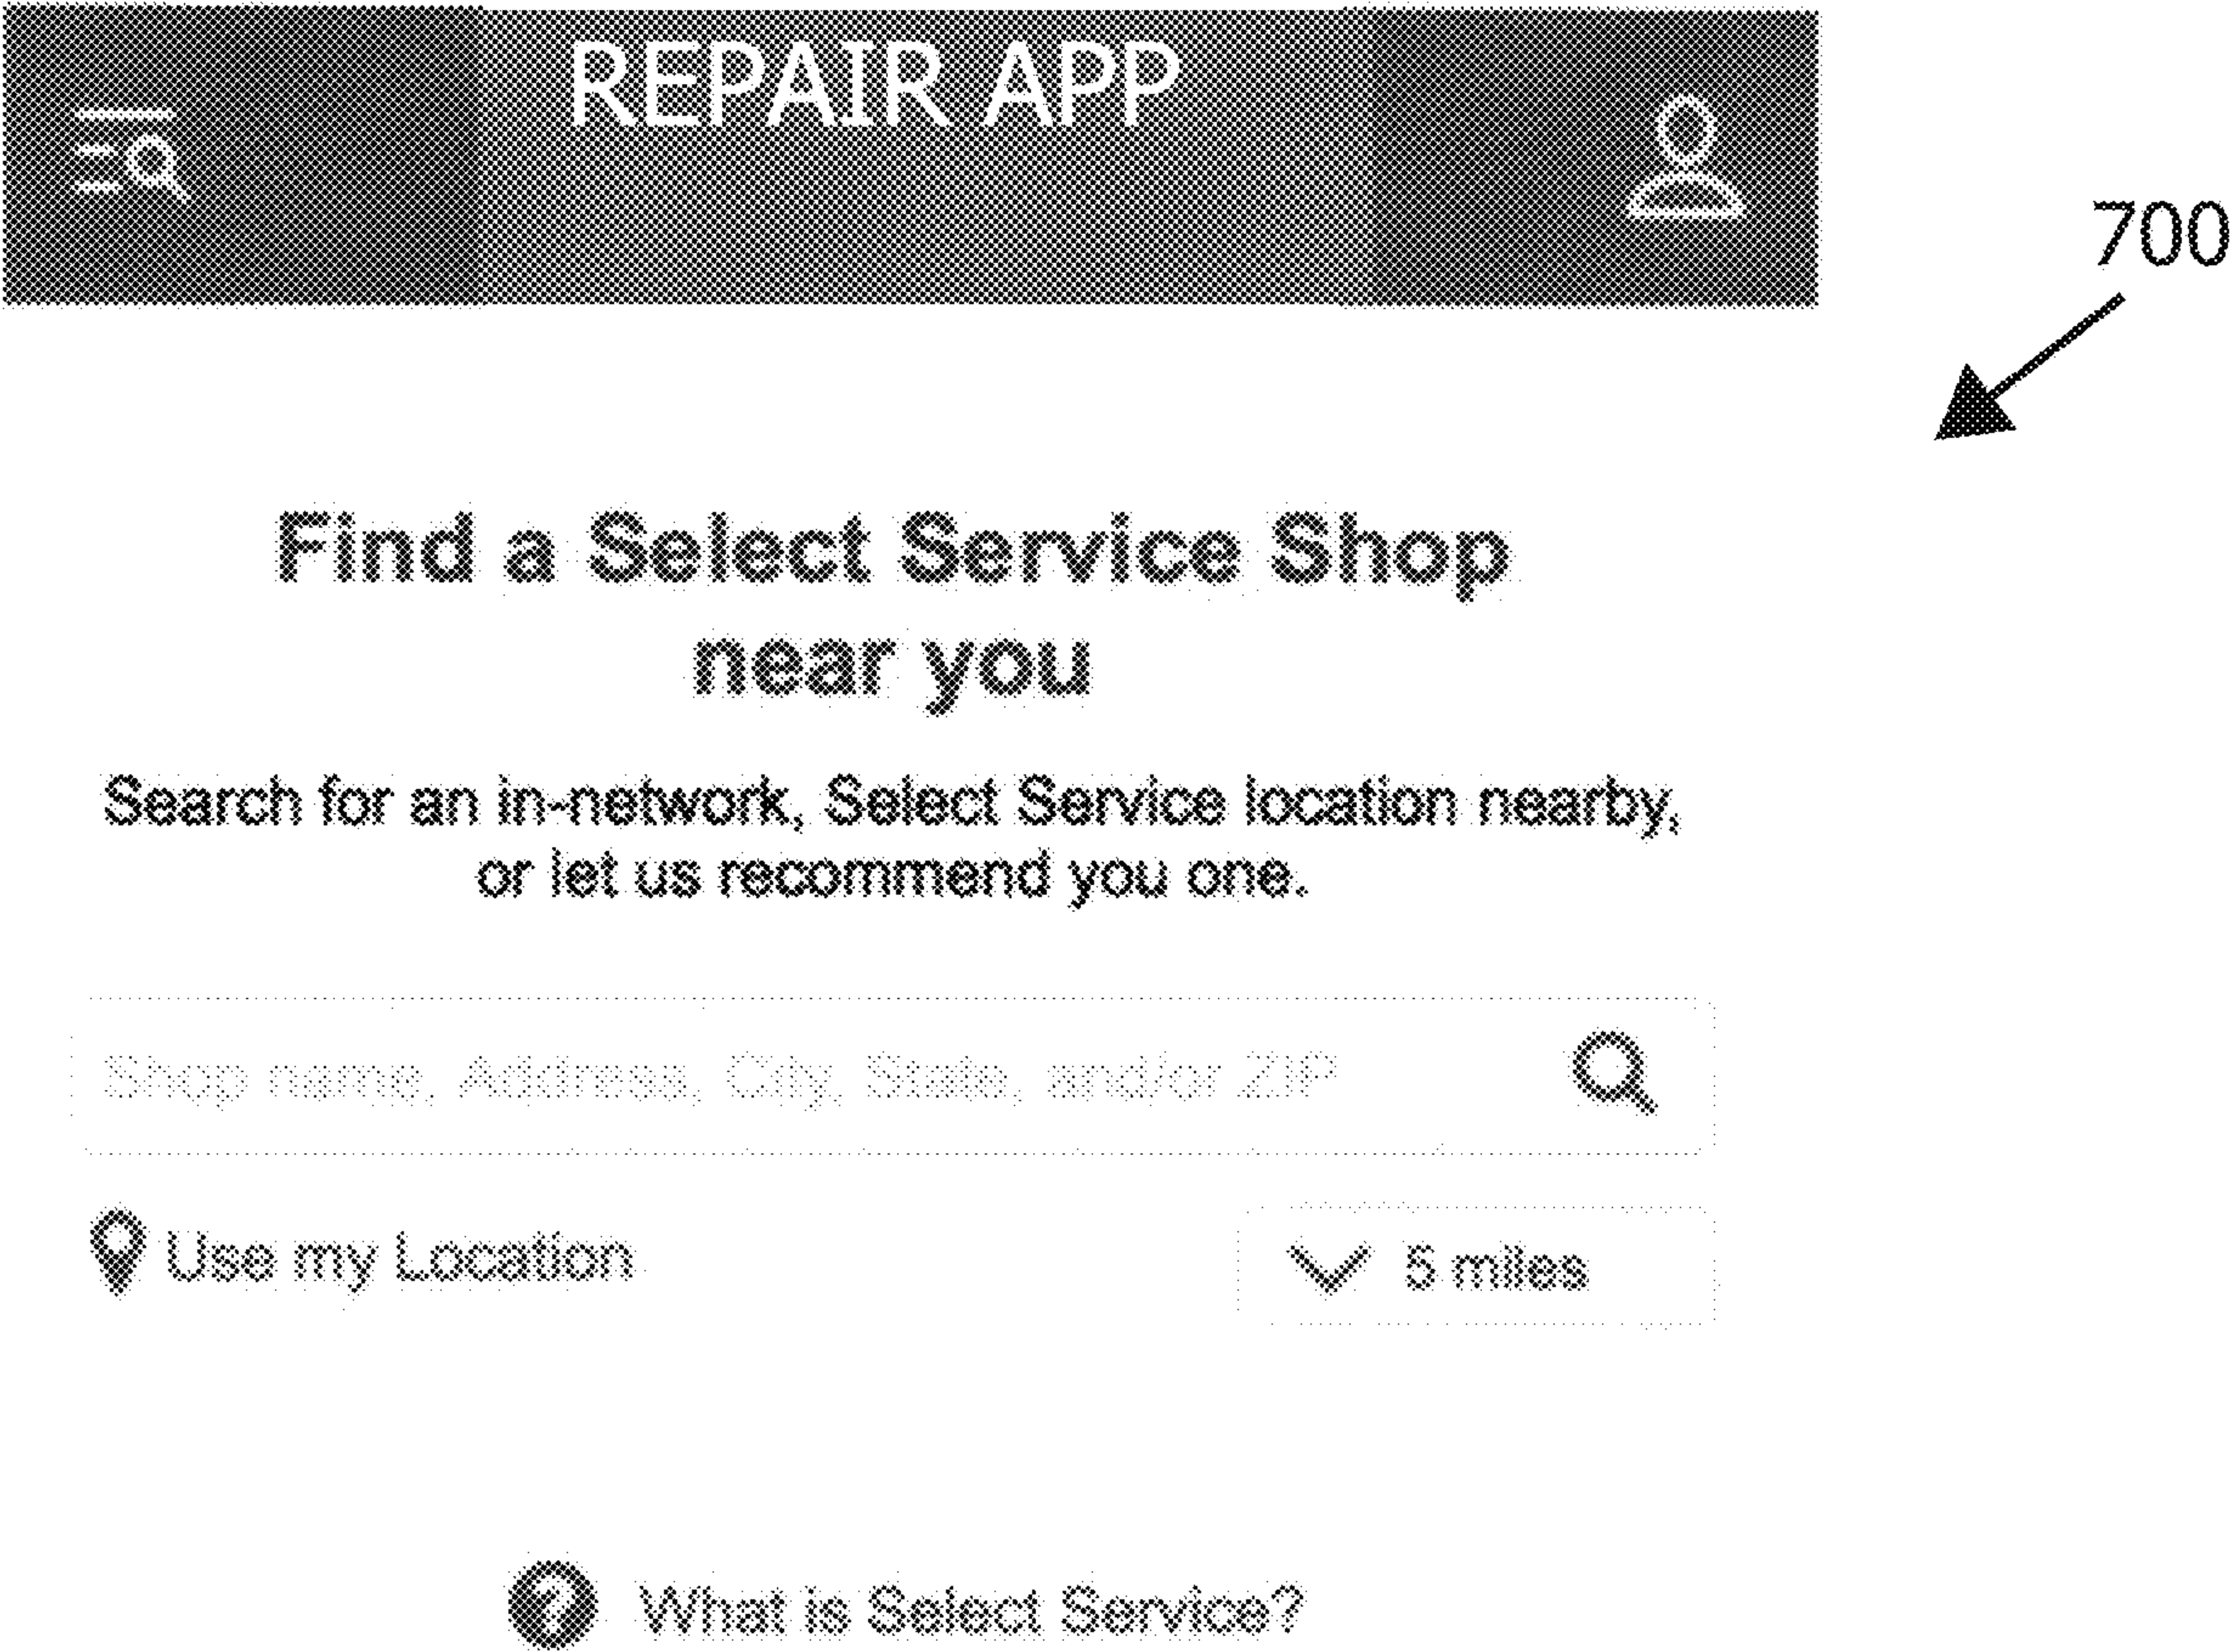 REPAIR APP
700
Find a Select Service Shop
near you
Search for an in-network, Select Service location nearby,
or let us recommend you one.
Shop name, Address, City, State, and/or ZIP
Use my Location
5 miles
? What is Select Service?